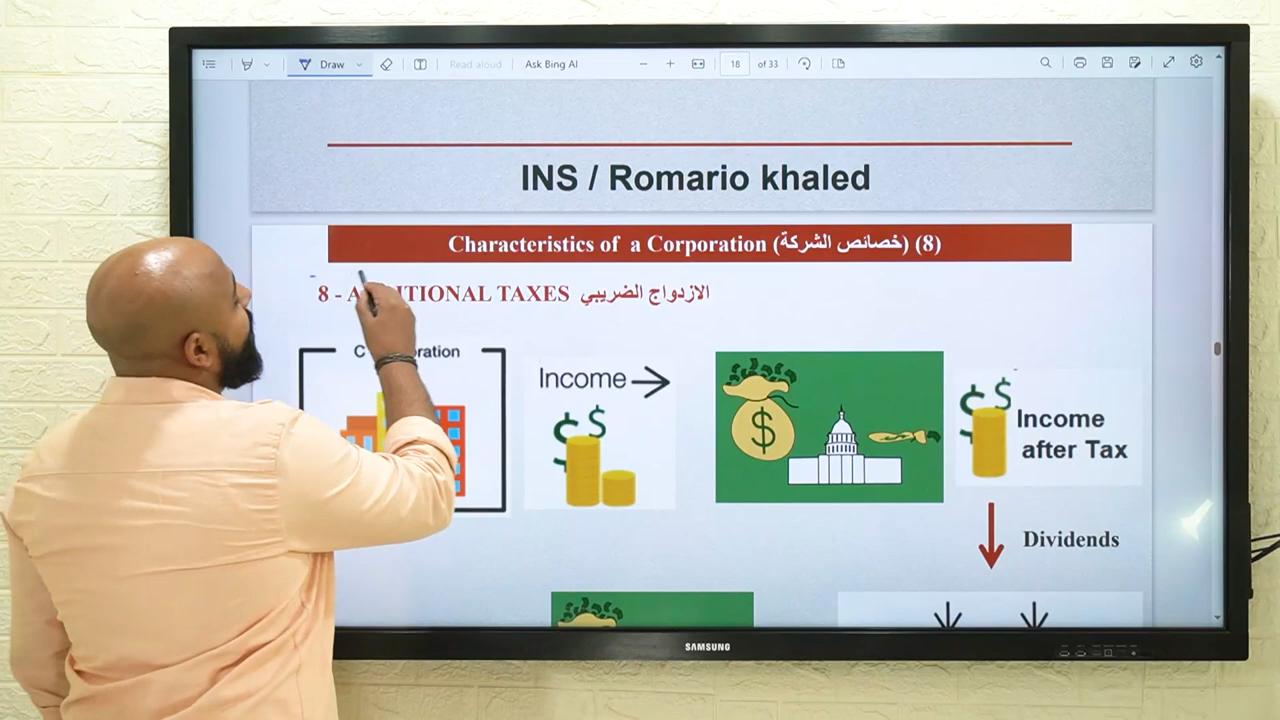 Draw
Read aloud
Ask Bing AI
18
of 33
INS / Romario khaled
Characteristics of a Corporation (خصائص الشركة) (8)
8 - TIONAL TAXES الازدواج الضريبي
C ration
Income
$ $
$
$ $
Income
after Tax
Dividends
SAMSUNG